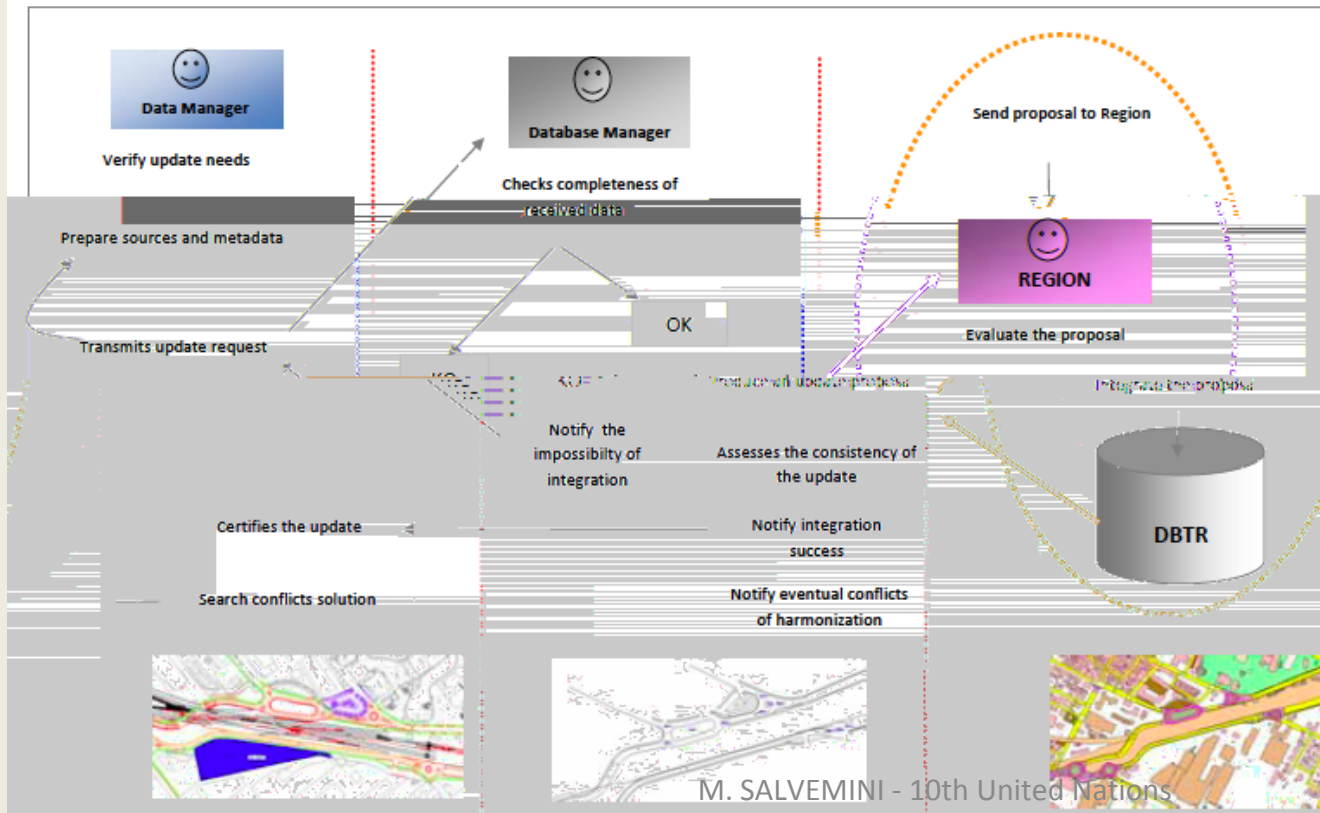 Data Manager
Verify update needs
Prepare sources and metadata
Transmits update request
Database Manager
Checks completeness of
received data
OK
Notify the
impossibilty of
integration
Assesses the consistency of
the update
Certifies the update
Notify integration
success
Search conflicts solution
Notify eventual conflicts
of harmonization
Send proposal to Region
REGION
Evaluate the proposal
Integrate the proposal
DBTR
M. SALVEMINI - 10th United Nations